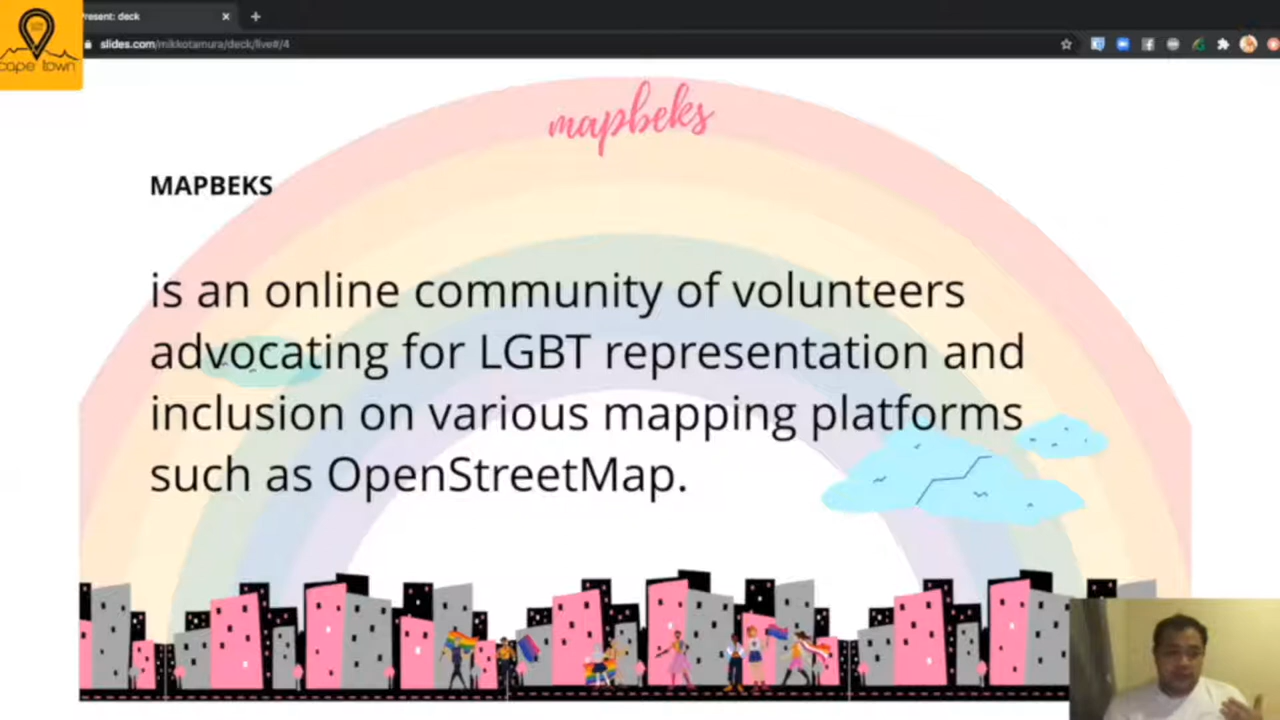 Present: deck
slides.com/mikkotamura/deck/live#/4
cape town
mapbeks
MAPBEKS
is an online community of volunteers
advocating for LGBT representation and
inclusion on various mapping platforms
such as OpenStreetMap.